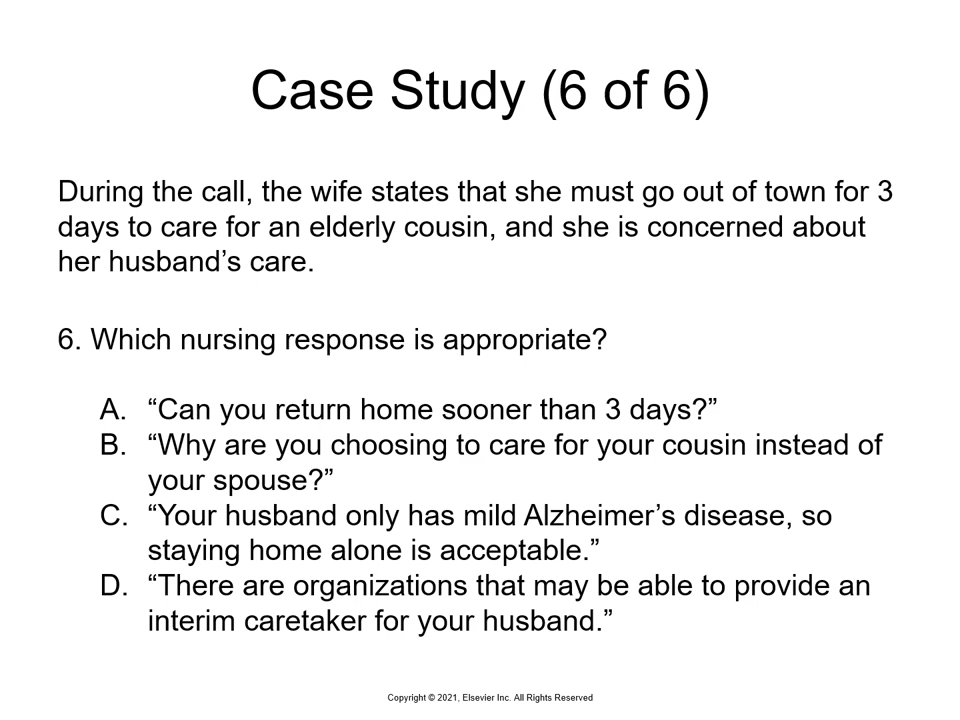 Case Study (6 of 6)
During the call, the wife states that she must go out of town for 3
days to care for an elderly cousin, and she is concerned about
her husband’s care.
6. Which nursing response is appropriate?
A. “Can you return home sooner than 3 days?”
B. “Why are you choosing to care for your cousin instead of
your spouse?”
C. “Your husband only has mild Alzheimer’s disease, so
staying home alone is acceptable.”
D. “There are organizations that may be able to provide an
interim caretaker for your husband.”
Copyright © 2021, Elsevier Inc. All Rights Reserved